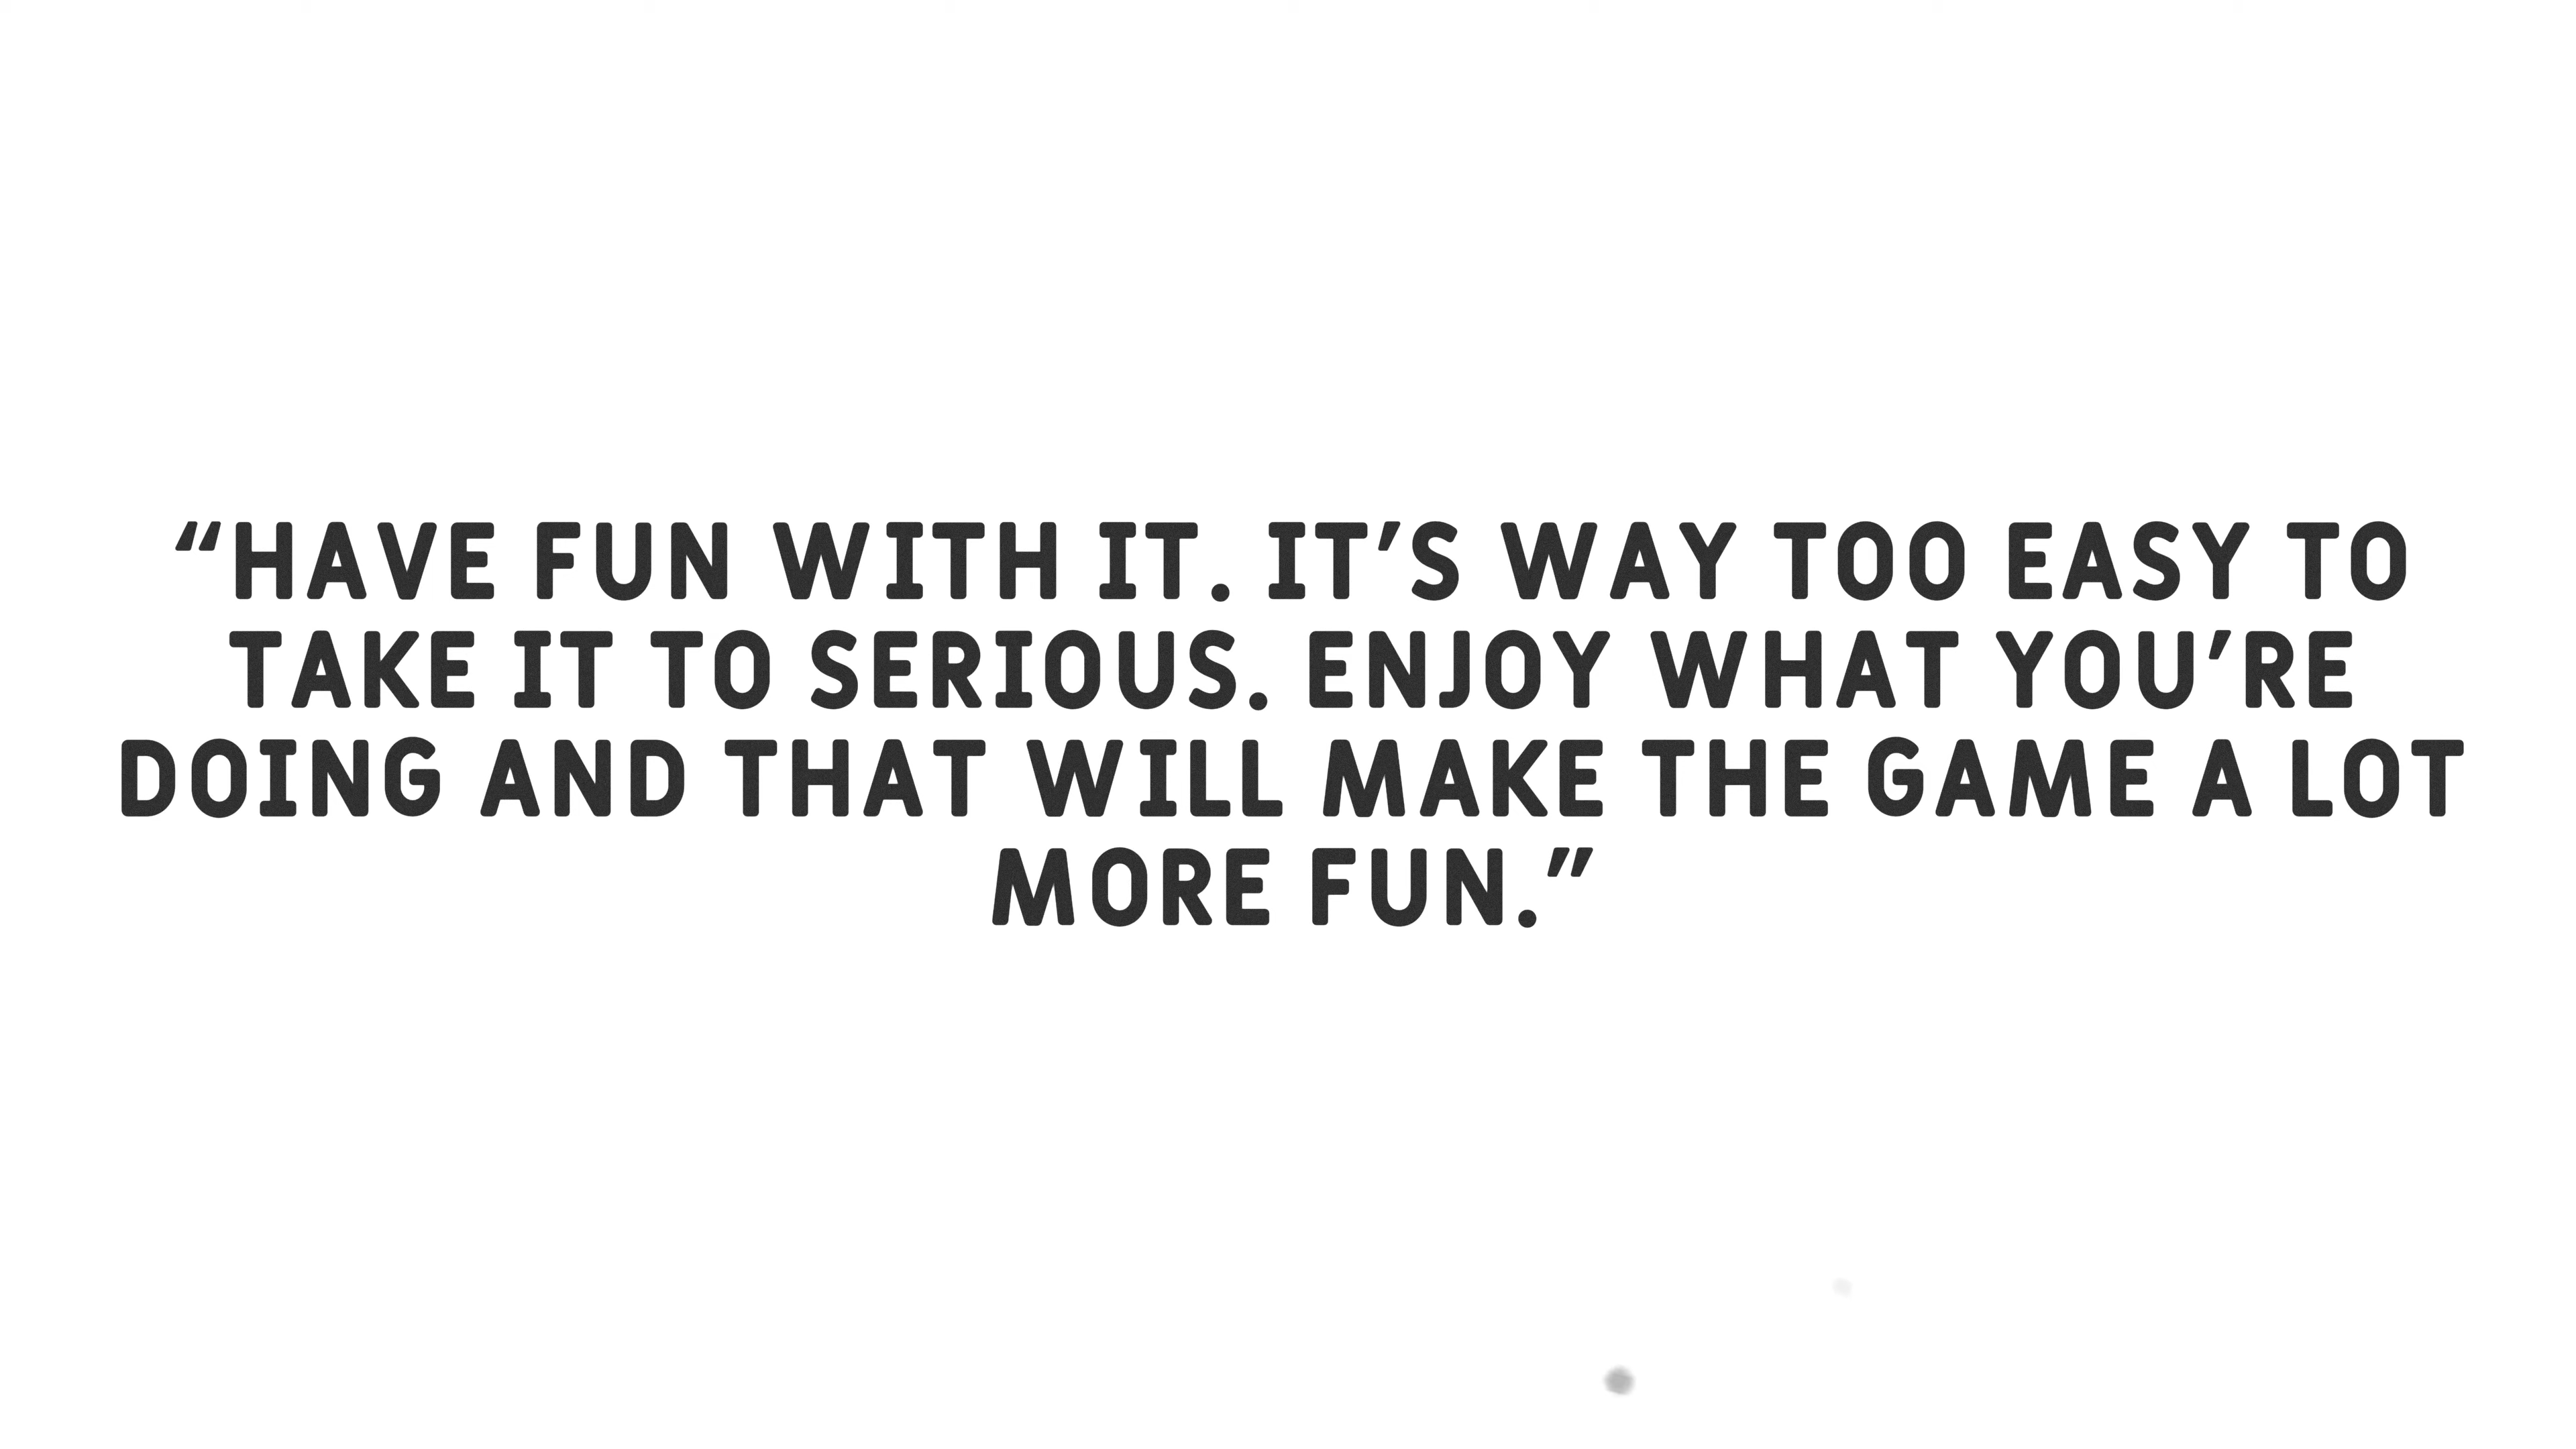 “HAVE FUN WITH IT. IT’S WAY TOO EASY TO
TAKE IT TO SERIOUS. ENJOY WHAT YOU’RE
DOING AND THAT WILL MAKE THE GAME A LOT
MORE FUN.”